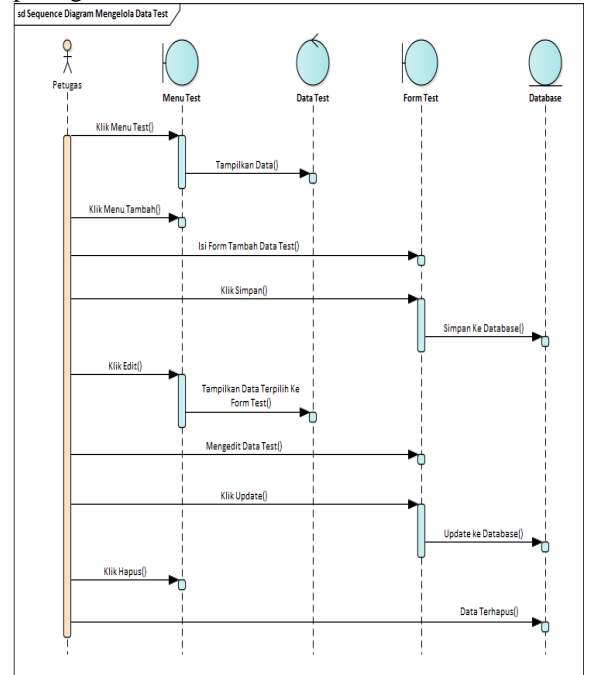 sd Sequence Diagram Mengelola Data Test
Petugas
Menu Test
Data Test
Form Test
Database
Klik Menu Test()
Tampilkan Data()
Klik Menu Tambah()
Isi Form Tambah Data Test()
Klik Simpan()
Simpan Ke Database()
Klik Edit()
Tampilkan Data Terpilih Ke
Form Test()
Mengedit Data Test()
Klik Update()
Update ke Database()
Klik Hapus()
Data Terhapus()